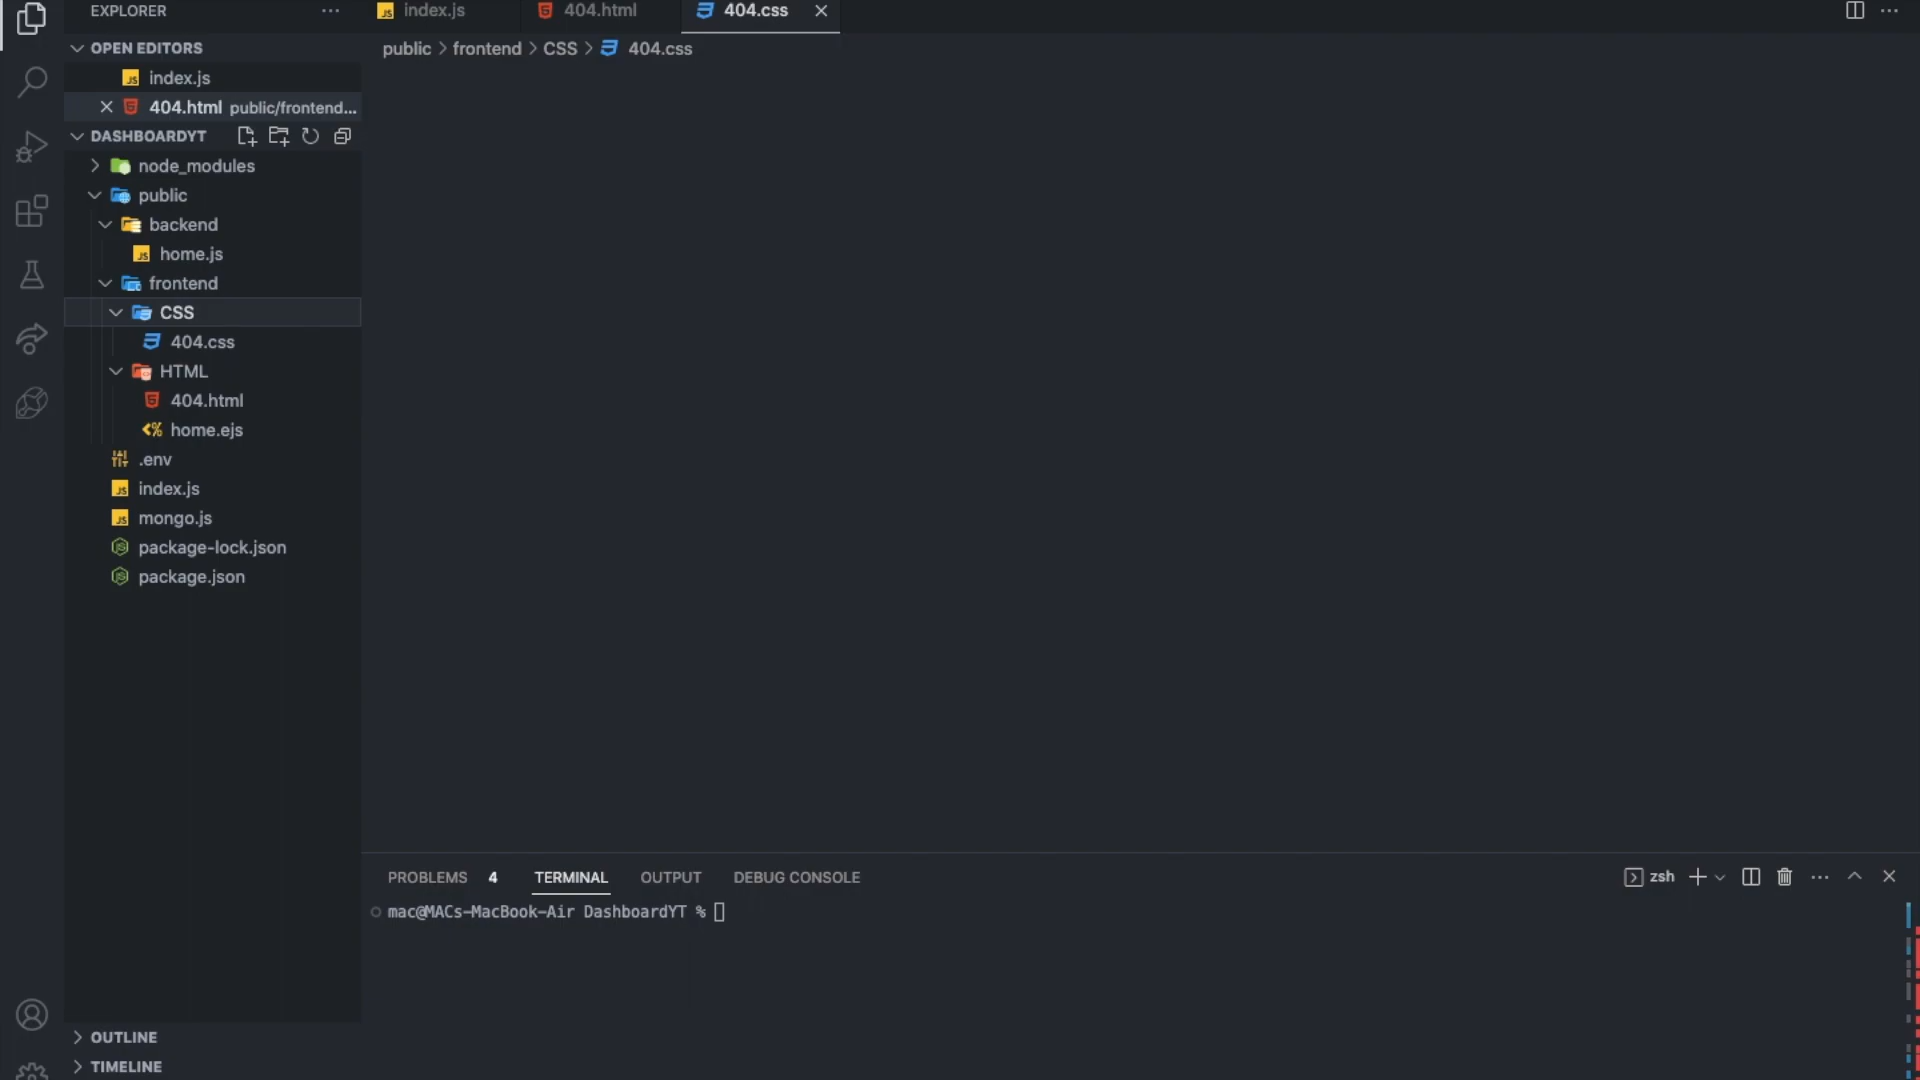 EXPLORER
index.js
404.html
404.css
OPEN EDITORS
index.js
404.html public/frontend...
public > frontend > CSS > 404.css
DASHBOARDYT
node_modules
public
backend
home.js
frontend
CSS
404.css
HTML
404.html
home.ejs
.env
index.js
mongo.js
package-lock.json
package.json
PROBLEMS 4 TERMINAL OUTPUT DEBUG CONSOLE
zsh
mac@MACs-MacBook-Air DashboardYT %
OUTLINE
TIMELINE